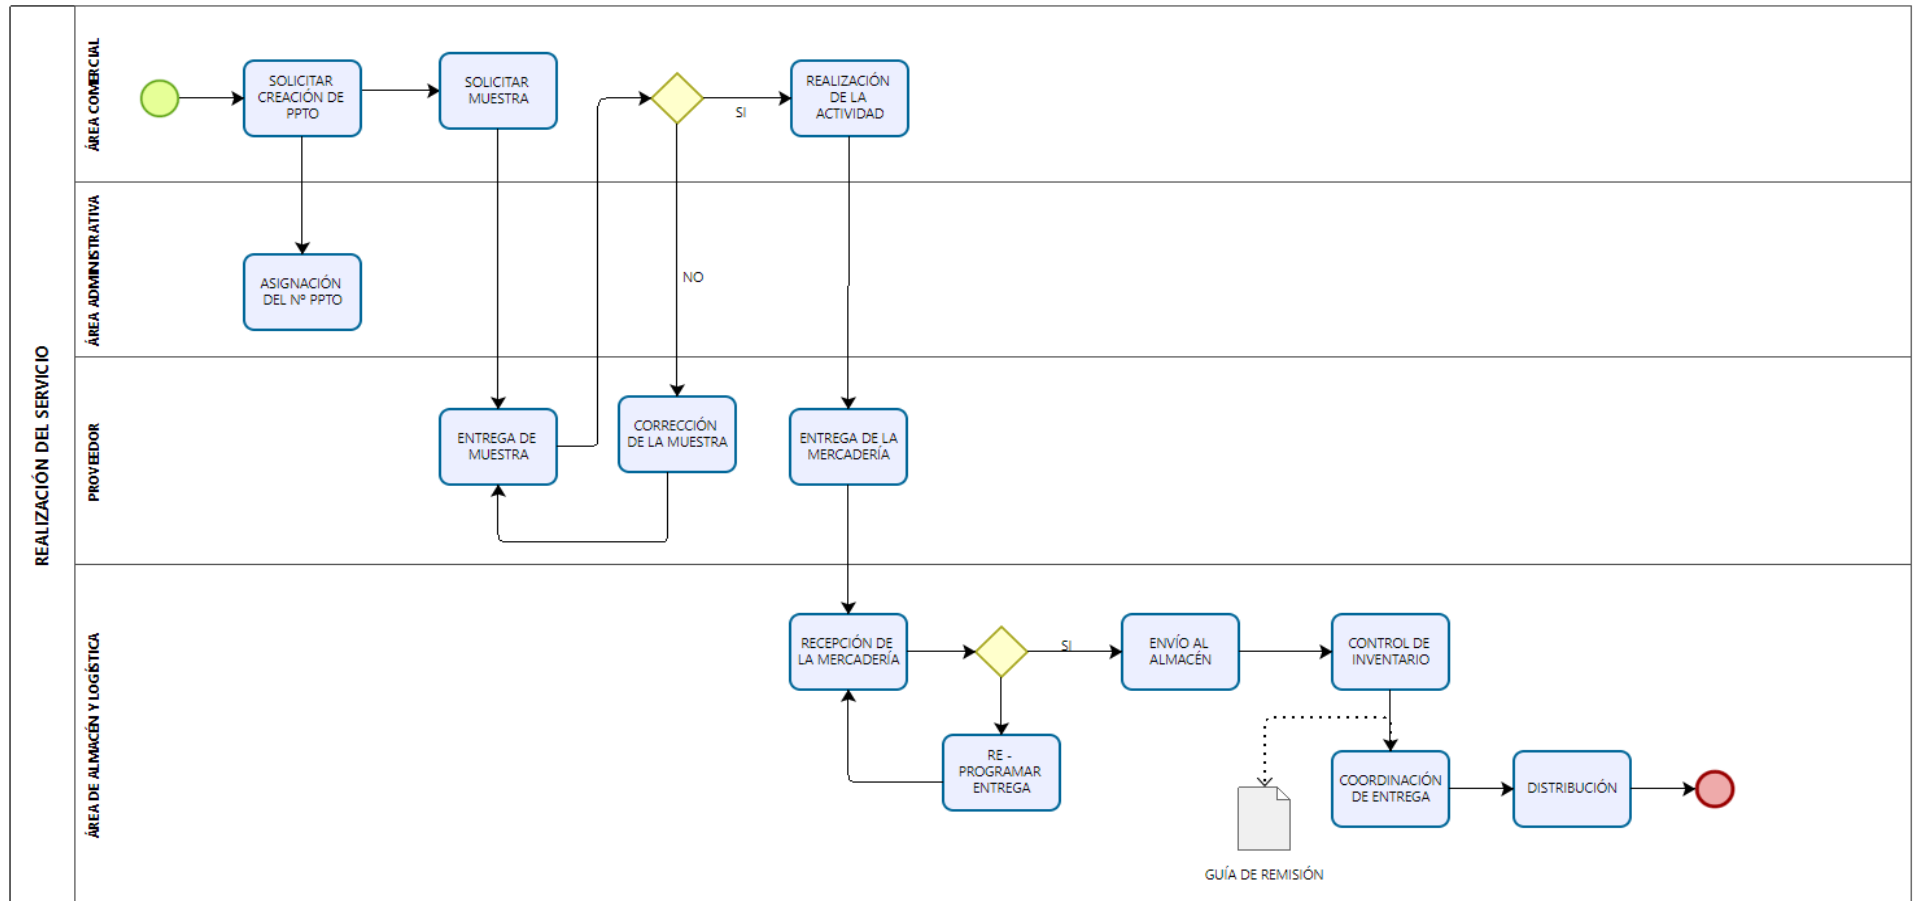 REALIZACIÓN DEL SERVICIO
ÁREA COMERCIAL
SOLICITAR
CREACIÓN DE
PPTO
SOLICITAR
MUESTRA
SI
REALIZACIÓN
DE LA
ACTIVIDAD
ÁREA ADMINISTRATIVA
ASIGNACIÓN
DEL Nº PPTO
NO
PROVEEDOR
ENTREGA DE
MUESTRA
CORRECCIÓN
DE LA MUESTRA
ENTREGA DE LA
MERCADERÍA
ÁREA DE ALMACÉN Y LOGÍSTICA
RECEPCIÓN DE
LA MERCADERÍA
SI
ENVÍO AL
ALMACÉN
CONTROL DE
INVENTARIO
RE -
PROGRAMAR
ENTREGA
COORDINACIÓN
DE ENTREGA
DISTRIBUCIÓN
GUÍA DE REMISIÓN